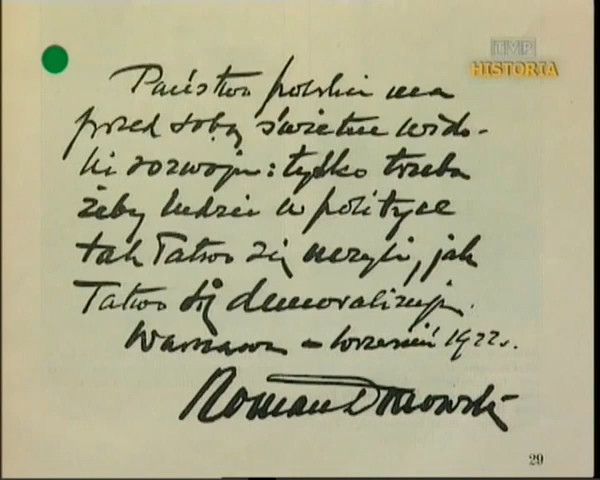 TVP
HISTORIA
Państwo polskie ma
przed sobą świetne wido-
ki rozwoju: tylko trzeba
żeby ludzie w polityce
tak łatwo się uczyli, jak
łatwo się demoralizują.
Warszawa - wrzesień 1922 r.
Roman Dmowski
29